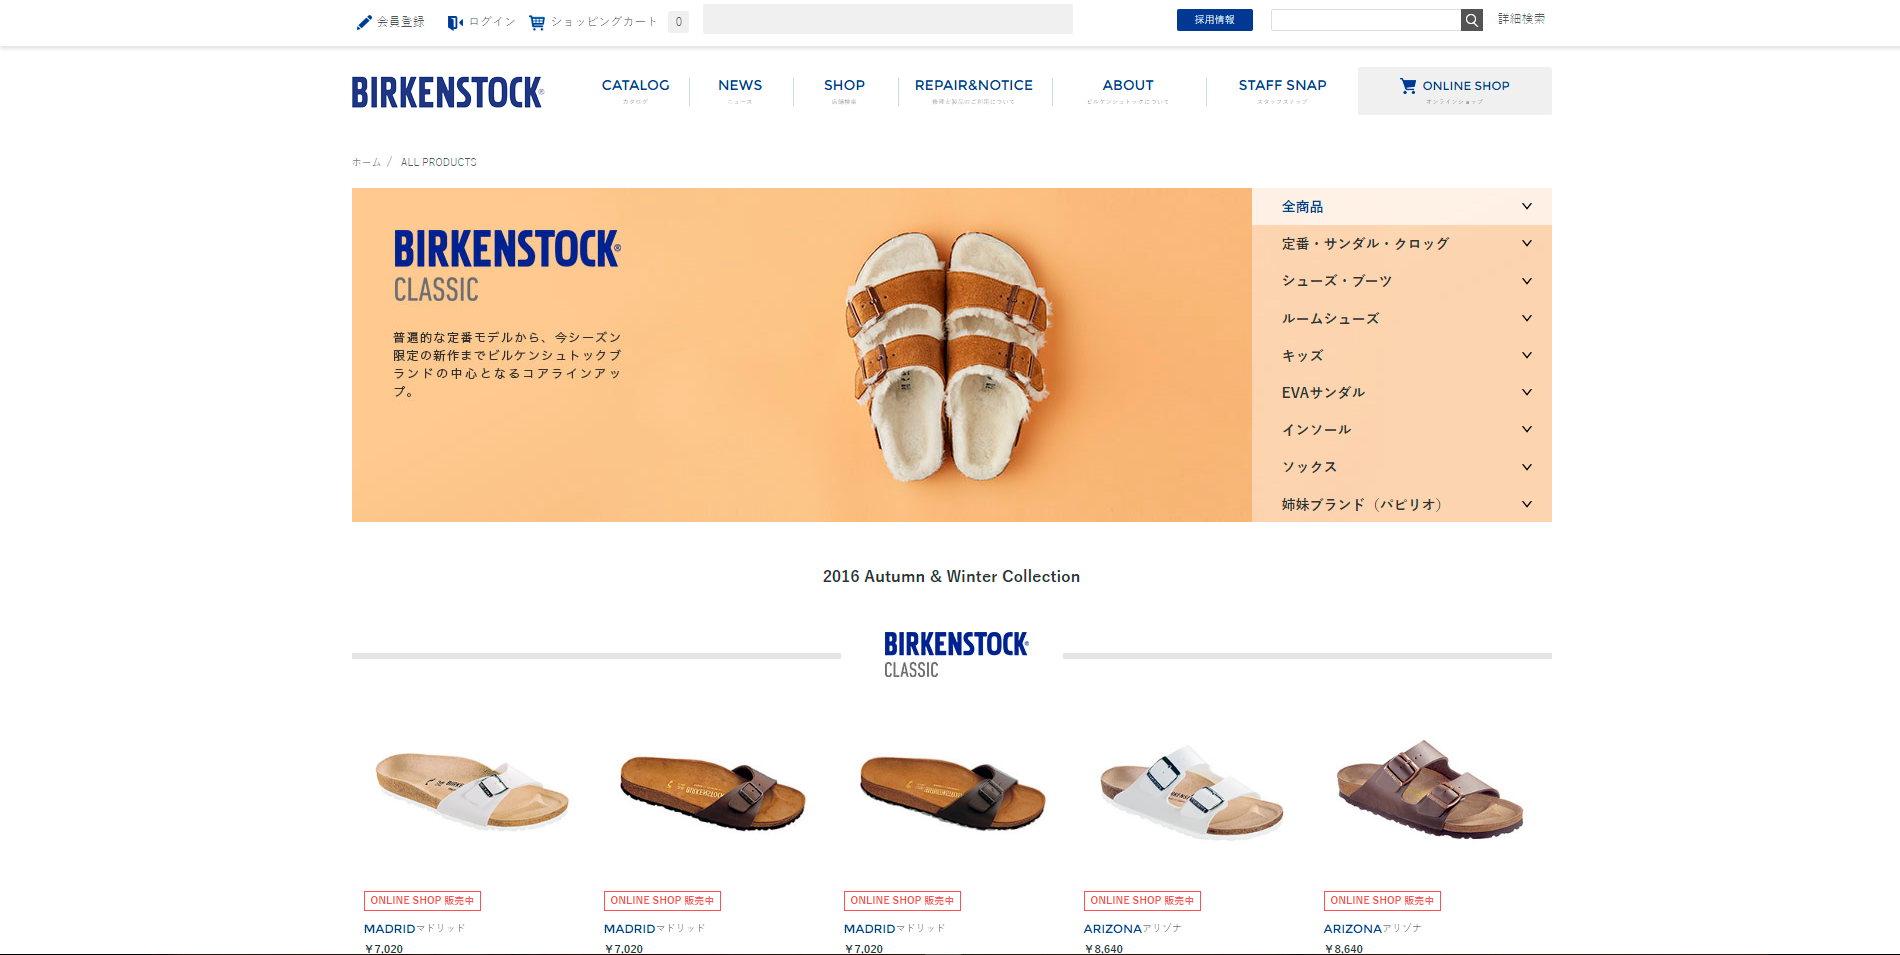 会員登録
ログイン
ショッピングカート
0
採用情報
詳細検索
BIRKENSTOCK®
CATALOG
カタログ
NEWS
ニュース
SHOP
店舗検索
REPAIR&NOTICE
修理と製品のご利用について
ABOUT
ビルケンシュトックについて
STAFF SNAP
スタッフスナップ
ONLINE SHOP
オンラインショップ
ホーム / ALL PRODUCTS
BIRKENSTOCK®
CLASSIC
普遍的な定番モデルから、今シーズン
限定の新作までビルケンシュトックブ
ランドの中心となるコアラインアッ
プ。
全商品
定番・サンダル・クロッグ
シューズ・ブーツ
ルームシューズ
キッズ
EVAサンダル
インソール
ソックス
姉妹ブランド（パピリオ）
2016 Autumn & Winter Collection
BIRKENSTOCK®
CLASSIC
ONLINE SHOP 販売中
MADRIDマドリッド
￥7,020
ONLINE SHOP 販売中
MADRIDマドリッド
￥7,020
ONLINE SHOP 販売中
MADRIDマドリッド
￥7,020
ONLINE SHOP 販売中
ARIZONAアリゾナ
￥8,640
ONLINE SHOP 販売中
ARIZONAアリゾナ
￥8,640